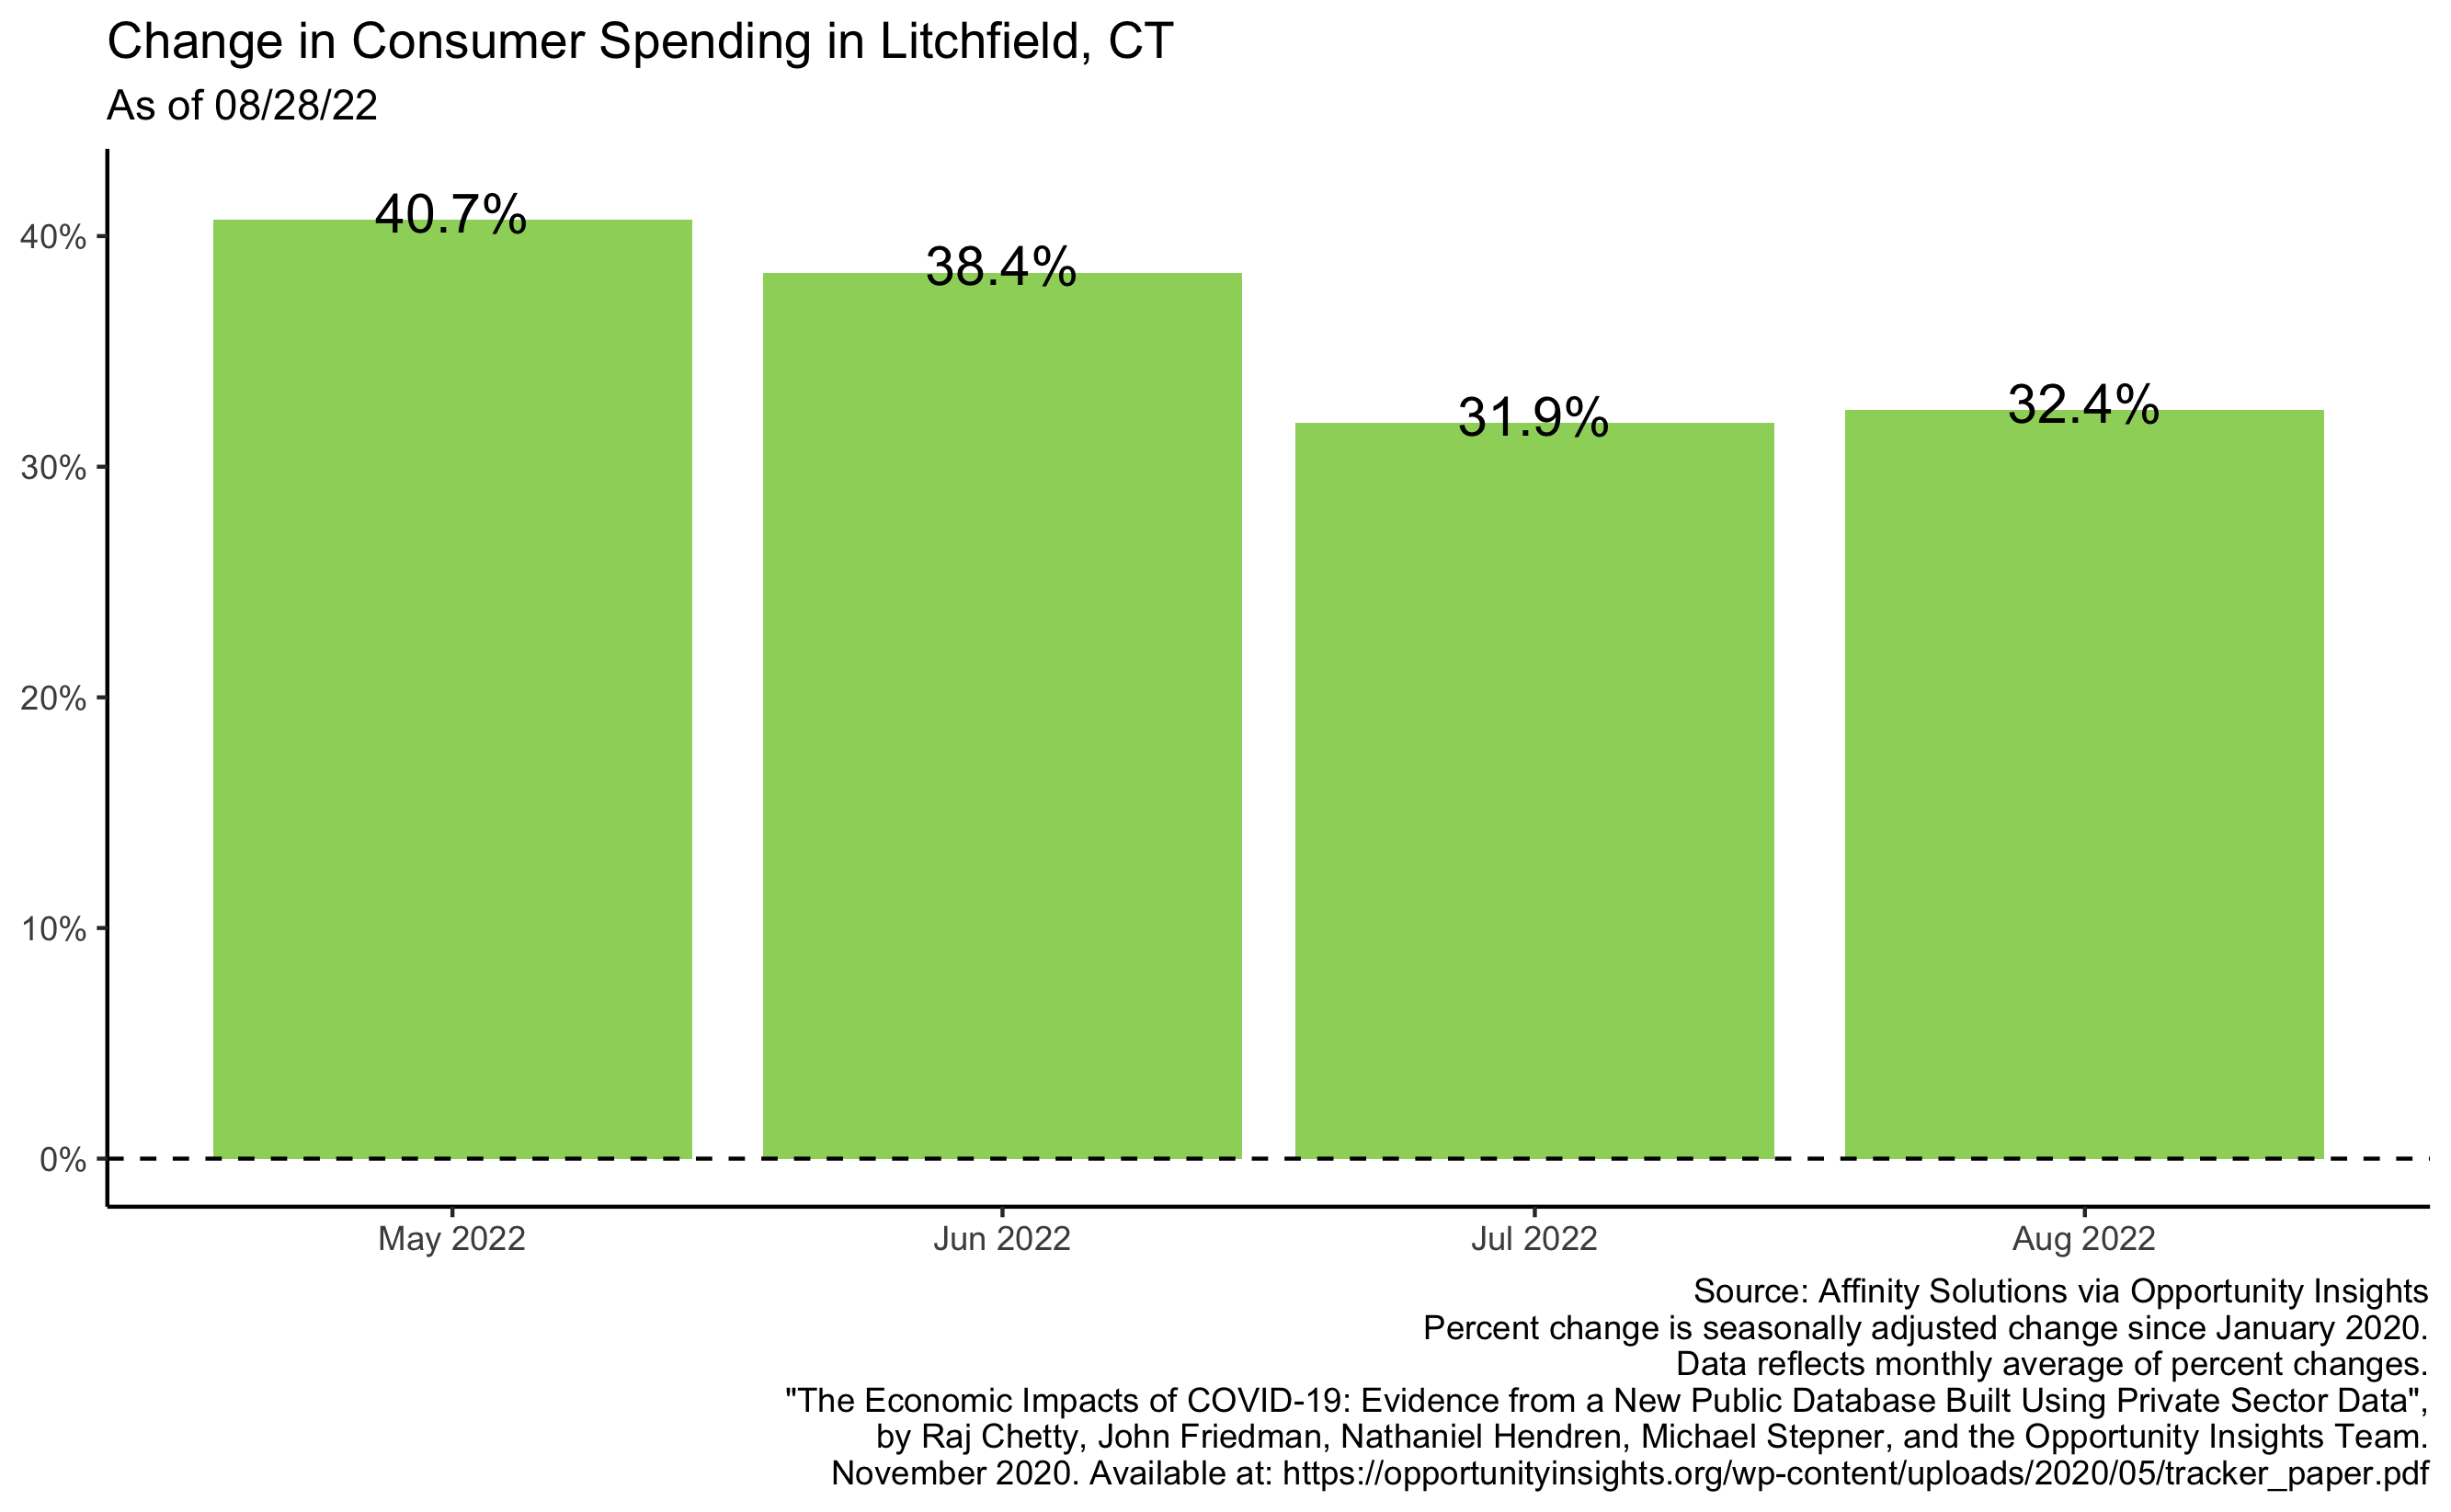 Change in Consumer Spending in Litchfield, CT
As of 08/28/22
40.7%
38.4%
31.9%
32.4%
40%
30%
20%
10%
0%
May 2022
Jun 2022
Jul 2022
Aug 2022
Source: Affinity Solutions via Opportunity Insights
Percent change is seasonally adjusted change since January 2020.
Data reflects monthly average of percent changes.
"The Economic Impacts of COVID-19: Evidence from a New Public Database Built Using Private Sector Data",
by Raj Chetty, John Friedman, Nathaniel Hendren, Michael Stepner, and the Opportunity Insights Team.
November 2020. Available at: https://opportunityinsights.org/wp-content/uploads/2020/05/tracker_paper.pdf